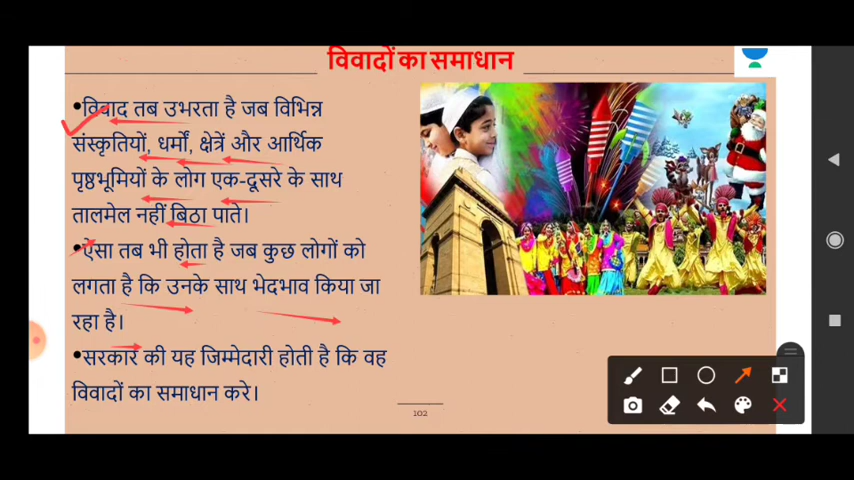 विवादों का समाधान
•विवाद तब उभरता है जब विभिन्न
संस्कृतियों, धर्मों, क्षेत्रें और आर्थिक
पृष्ठभूमियों के लोग एक-दूसरे के साथ
तालमेल नहीं बिठा पाते।
•ऐसा तब भी होता है जब कुछ लोगों को
लगता है कि उनके साथ भेदभाव किया जा
रहा है।
•सरकार की यह जिम्मेदारी होती है कि वह
विवादों का समाधान करे।
102